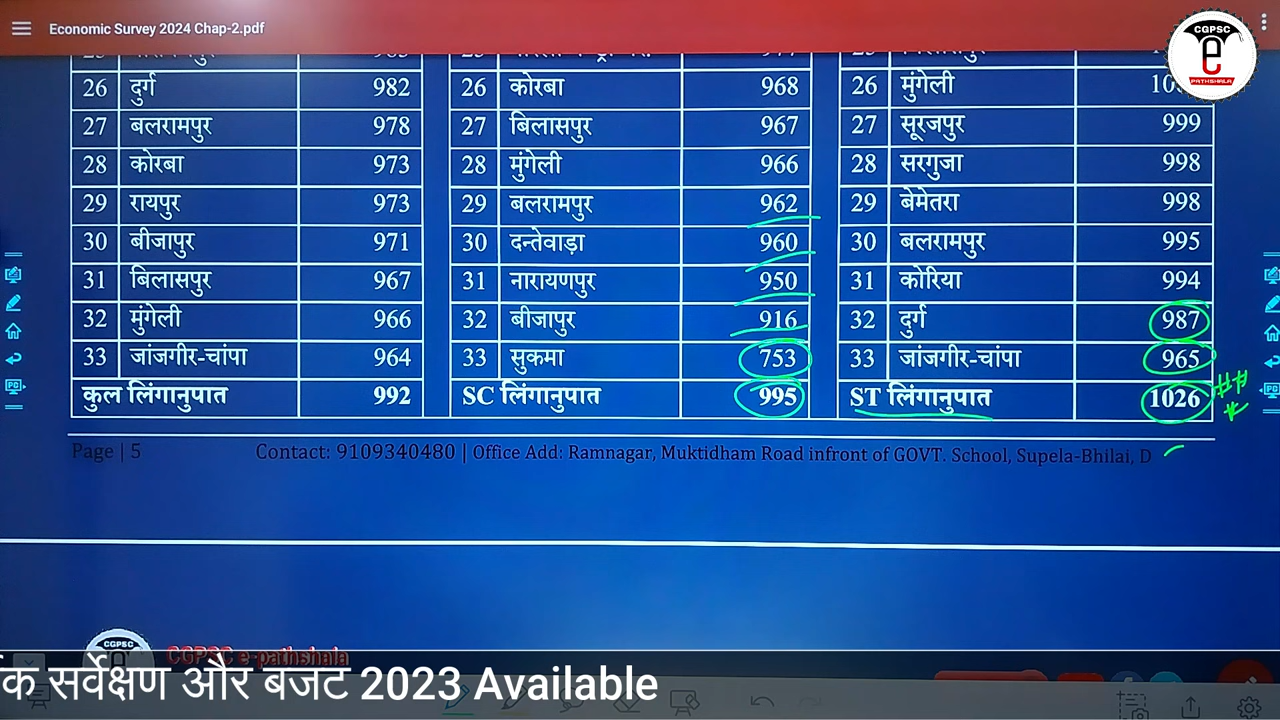 Economic Survey 2024 Chap-2.pdf
CGPSC
e
PATHSHALA
26 दुर्ग 982 26 कोरबा 968 26 मुंगेली
27 बलरामपुर 978 27 बिलासपुर 967 27 सूरजपुर 999
28 कोरबा 973 28 मुंगेली 966 28 सरगुजा 998
29 रायपुर 973 29 बलरामपुर 962 29 बेमेतरा 998
30 बीजापुर 971 30 दन्तेवाड़ा 960 30 बलरामपुर 995
31 बिलासपुर 967 31 नारायणपुर 950 31 कोरिया 994
32 मुंगेली 966 32 बीजापुर 916 32 दुर्ग 987
33 जांजगीर-चांपा 964 33 सुकमा 753 33 जांजगीर-चांपा 965
कुल लिंगानुपात 992 SC लिंगानुपात 995 ST लिंगानुपात 1026
Page | 5 Contact: 9109340480 | Office Add: Ramnagar, Muktidham Road infront of GOVT. School, Supela-Bhilai, D
CGPSC
CGPSC e-pathshala
सर्वेक्षण और बजट 2023 Available